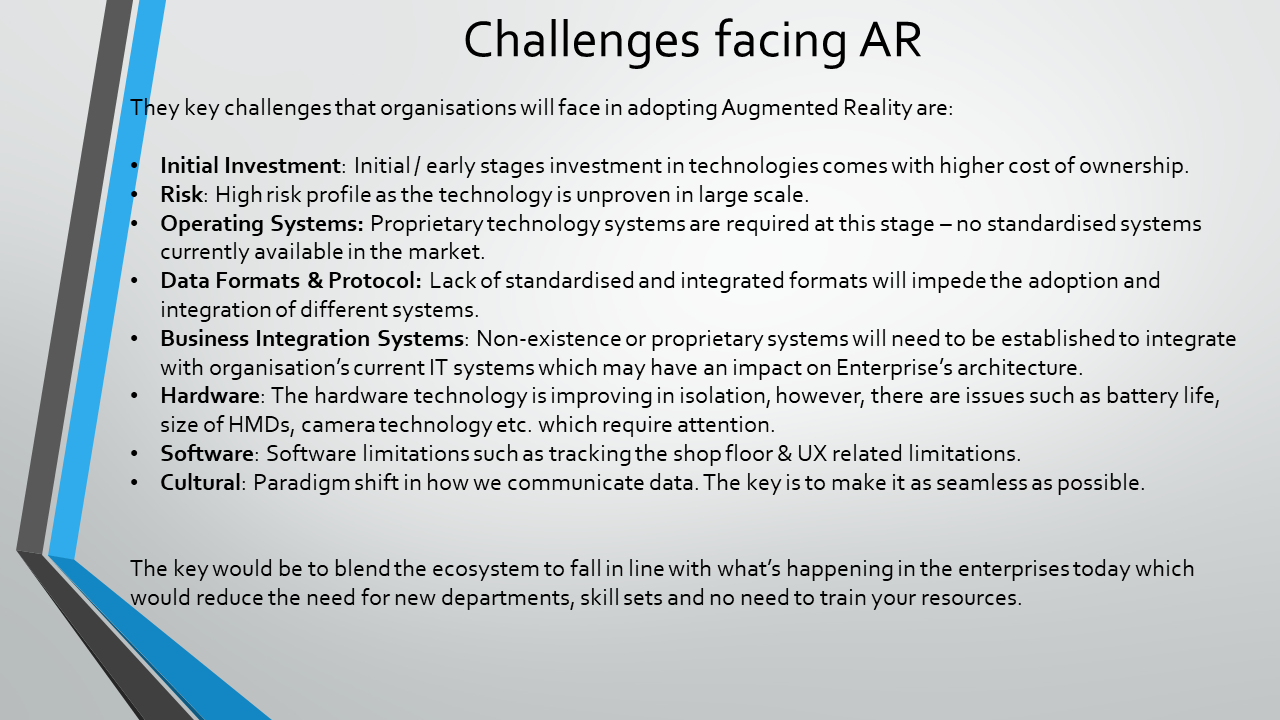 Challenges facing AR
They key challenges that organisations will face in adopting Augmented Reality are:
• Initial Investment: Initial / early stages investment in technologies comes with higher cost of ownership.
• Risk: High risk profile as the technology is unproven in large scale.
• Operating Systems: Proprietary technology systems are required at this stage – no standardised systems
currently available in the market.
• Data Formats & Protocol: Lack of standardised and integrated formats will impede the adoption and
integration of different systems.
• Business Integration Systems: Non-existence or proprietary systems will need to be established to integrate
with organisation’s current IT systems which may have an impact on Enterprise’s architecture.
• Hardware: The hardware technology is improving in isolation, however, there are issues such as battery life,
size of HMDs, camera technology etc. which require attention.
• Software: Software limitations such as tracking the shop floor & UX related limitations.
• Cultural: Paradigm shift in how we communicate data. The key is to make it as seamless as possible.
The key would be to blend the ecosystem to fall in line with what’s happening in the enterprises today which
would reduce the need for new departments, skill sets and no need to train your resources.